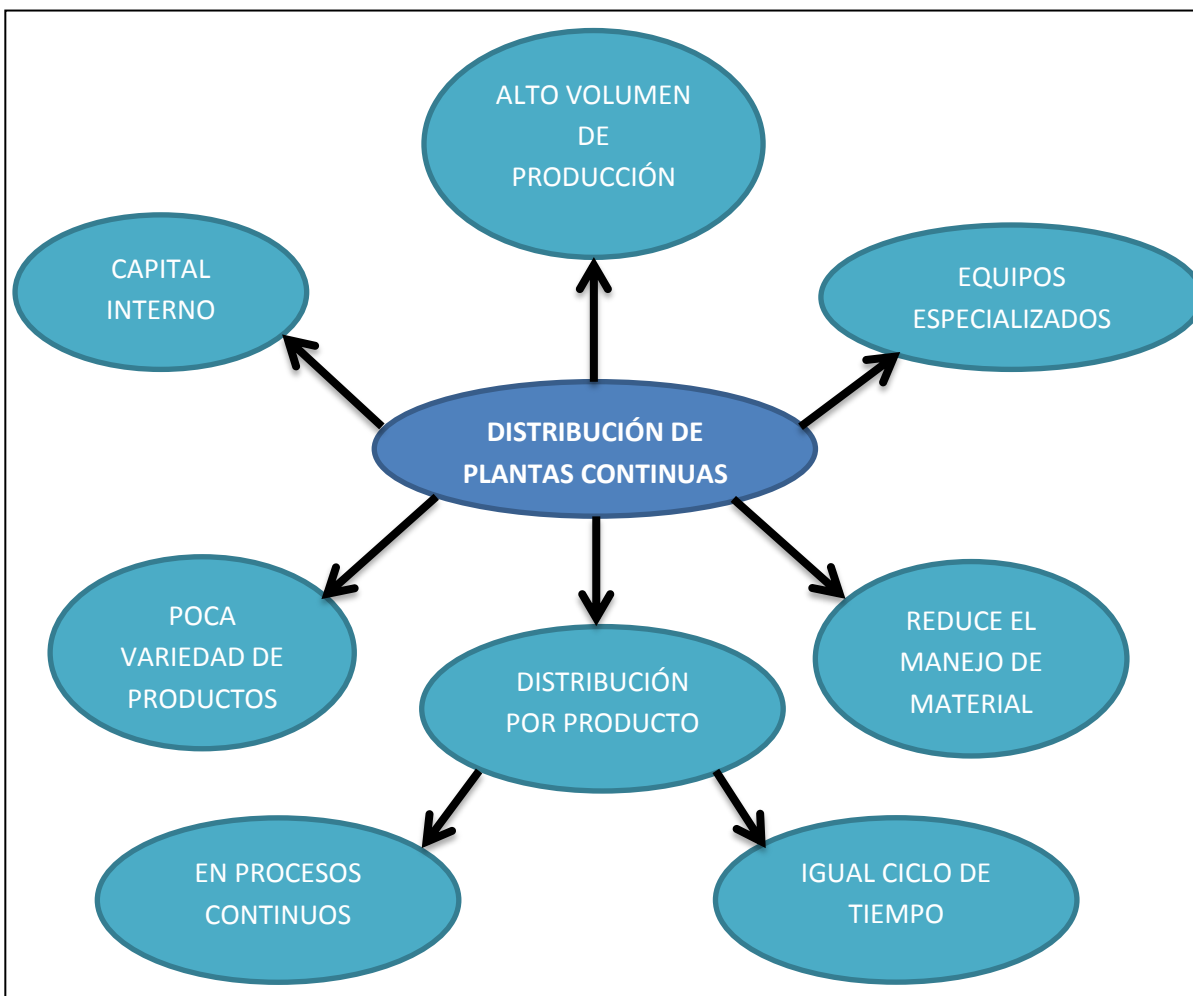 ALTO VOLUMEN
DE
PRODUCCIÓN
CAPITAL
INTERNO
EQUIPOS
ESPECIALIZADOS
DISTRIBUCIÓN DE
PLANTAS CONTINUAS
POCA
VARIEDAD DE
PRODUCTOS
DISTRIBUCIÓN
POR PRODUCTO
REDUCE EL
MANEJO DE
MATERIAL
EN PROCESOS
CONTINUOS
IGUAL CICLO DE
TIEMPO